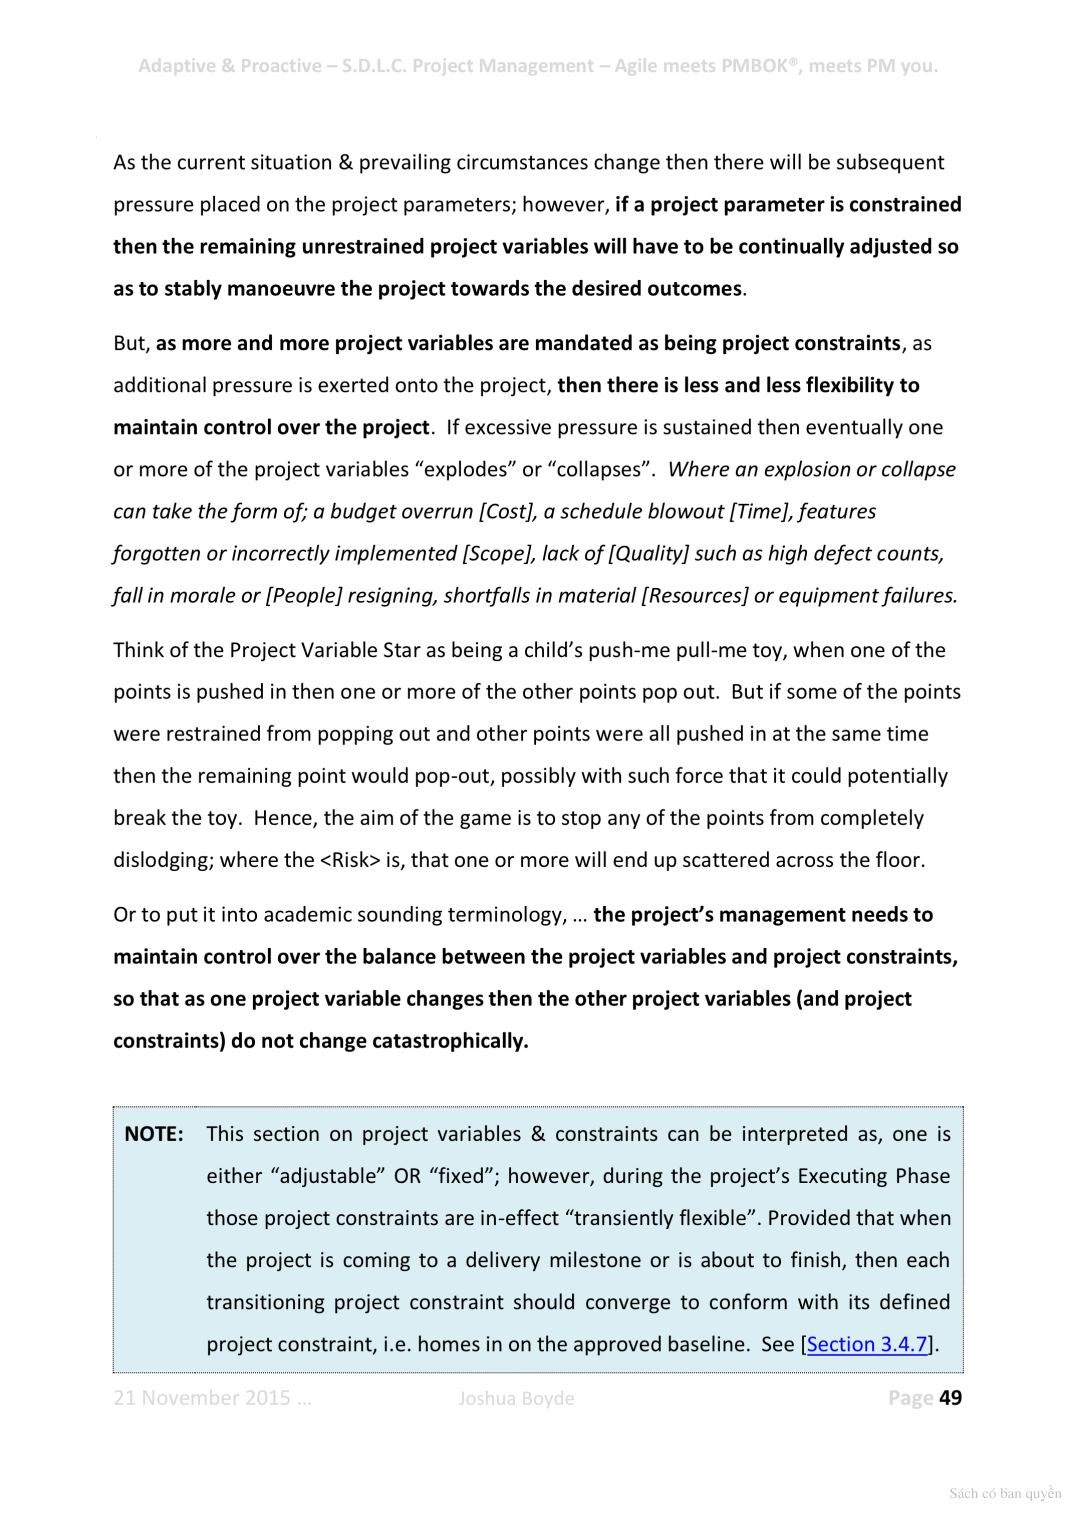 Adaptive & Proactive – S.D.L.C. Project Management – Agile meets PMBOK®, meets PM you.
As the current situation & prevailing circumstances change then there will be subsequent
pressure placed on the project parameters; however, if a project parameter is constrained
then the remaining unrestrained project variables will have to be continually adjusted so
as to stably manoeuvre the project towards the desired outcomes.
But, as more and more project variables are mandated as being project constraints, as
additional pressure is exerted onto the project, then there is less and less flexibility to
maintain control over the project.  If excessive pressure is sustained then eventually one
or more of the project variables “explodes” or “collapses”.  Where an explosion or collapse
can take the form of; a budget overrun [Cost], a schedule blowout [Time], features
forgotten or incorrectly implemented [Scope], lack of [Quality] such as high defect counts,
fall in morale or [People] resigning, shortfalls in material [Resources] or equipment failures.
Think of the Project Variable Star as being a child’s push-me pull-me toy, when one of the
points is pushed in then one or more of the other points pop out.  But if some of the points
were restrained from popping out and other points were all pushed in at the same time
then the remaining point would pop-out, possibly with such force that it could potentially
break the toy.  Hence, the aim of the game is to stop any of the points from completely
dislodging; where the <Risk> is, that one or more will end up scattered across the floor.
Or to put it into academic sounding terminology, … the project’s management needs to
maintain control over the balance between the project variables and project constraints,
so that as one project variable changes then the other project variables (and project
constraints) do not change catastrophically.
NOTE: This section on project variables & constraints can be interpreted as, one is
either “adjustable” OR “fixed”; however, during the project’s Executing Phase
those project constraints are in-effect “transiently flexible”. Provided that when
the project is coming to a delivery milestone or is about to finish, then each
transitioning project constraint should converge to conform with its defined
project constraint, i.e. homes in on the approved baseline.  See [Section 3.4.7].
21 November 2015 … Joshua Boyde Page 49
Sách có bản quyền